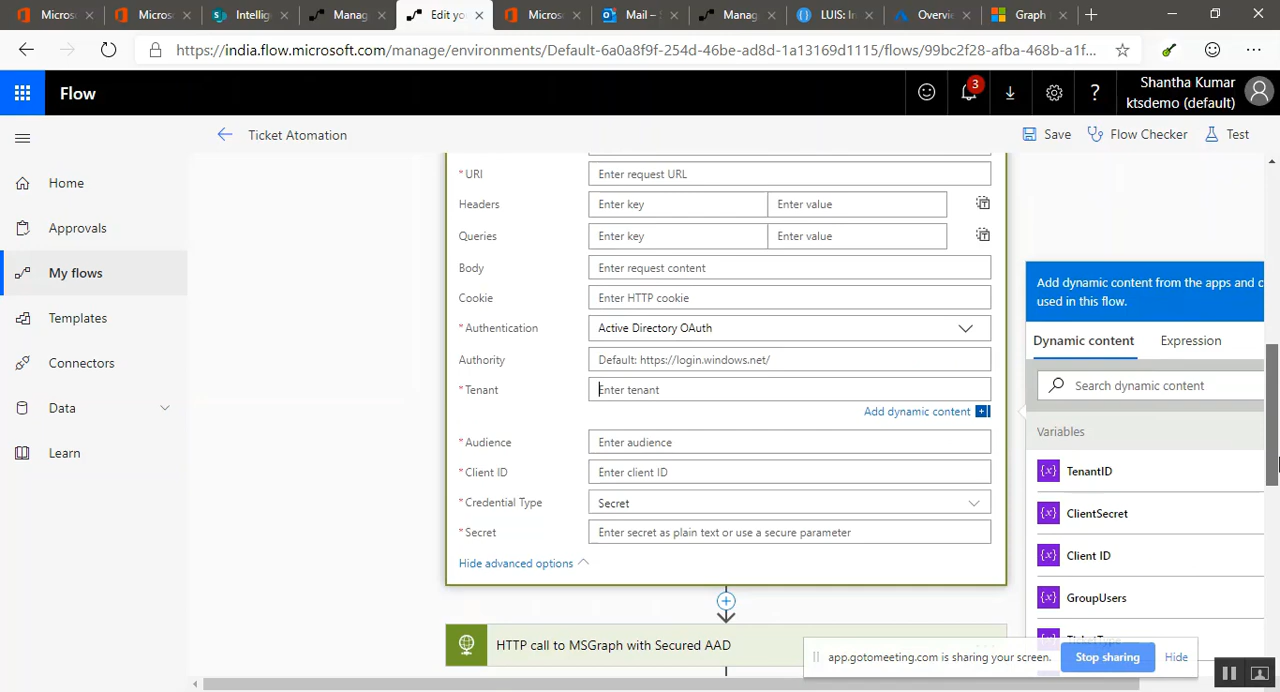 Micros
Micros
Intellig
Manag
Edit yo
Micros
Mail –
Manag
LUIS: In
Overvie
Graph
https://india.flow.microsoft.com/manage/environments/Default-6a0a8f9f-254d-46be-ad8d-1a13169d1115/flows/99bc2f28-afba-468b-a1f...
Flow
3
Shantha Kumar
ktsdemo (default)
Ticket Atomation
Save
Flow Checker
Test
Home
Approvals
My flows
Templates
Connectors
Data
Learn
* URI
Enter request URL
Headers
Enter key
Enter value
Queries
Enter key
Enter value
Body
Enter request content
Cookie
Enter HTTP cookie
* Authentication
Active Directory OAuth
Authority
Default: https://login.windows.net/
* Tenant
Enter tenant
Add dynamic content
* Audience
Enter audience
* Client ID
Enter client ID
* Credential Type
Secret
* Secret
Enter secret as plain text or use a secure parameter
Hide advanced options
HTTP call to MSGraph with Secured AAD
Add dynamic content from the apps and c
used in this flow.
Dynamic content
Expression
Search dynamic content
Variables
TenantID
ClientSecret
Client ID
GroupUsers
app.gotomeeting.com is sharing your screen.
Stop sharing
Hide